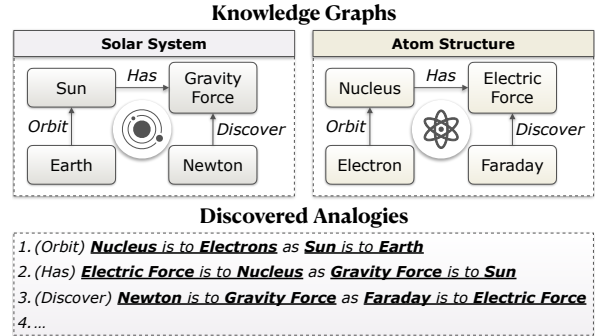 Knowledge Graphs
Solar System
Atom Structure
Sun
Has
Gravity
Force
Orbit
Discover
Earth
Newton
Nucleus
Has
Electric
Force
Orbit
Discover
Electron
Faraday
Discovered Analogies
1. (Orbit) Nucleus is to Electrons as Sun is to Earth
2. (Has) Electric Force is to Nucleus as Gravity Force is to Sun
3. (Discover) Newton is to Gravity Force as Faraday is to Electric Force
4. ...